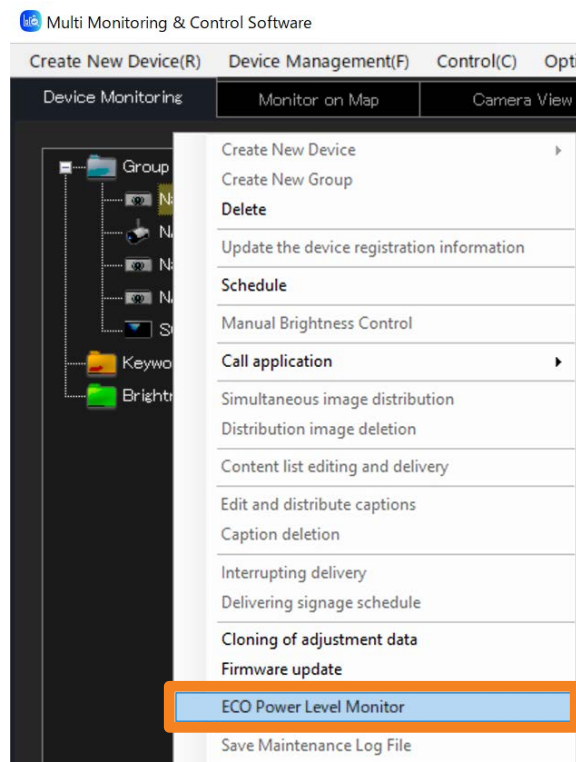 Multi Monitoring & Control Software
Create New Device(R) Device Management(F) Control(C) Opti
Device Monitoring Monitor on Map Camera View
Group
Keywo
Brightn
Create New Device
Create New Group
Delete
Update the device registration information
Schedule
Manual Brightness Control
Call application
Simultaneous image distribution
Distribution image deletion
Content list editing and delivery
Edit and distribute captions
Caption deletion
Interrupting delivery
Delivering signage schedule
Cloning of adjustment data
Firmware update
ECO Power Level Monitor
Save Maintenance Log File